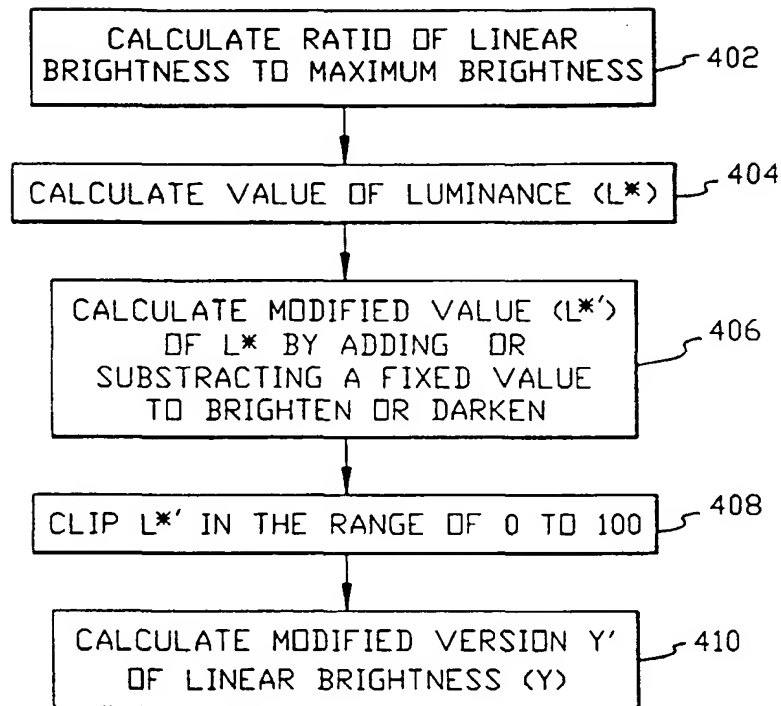 CALCULATE RATIO OF LINEAR
BRIGHTNESS TO MAXIMUM BRIGHTNESS
402
CALCULATE VALUE OF LUMINANCE (L*)
404
CALCULATE MODIFIED VALUE (L*')
OF L* BY ADDING OR
SUBSTRACTING A FIXED VALUE
TO BRIGHTEN OR DARKEN
406
CLIP L*' IN THE RANGE OF 0 TO 100
408
CALCULATE MODIFIED VERSION Y'
OF LINEAR BRIGHTNESS (Y)
410